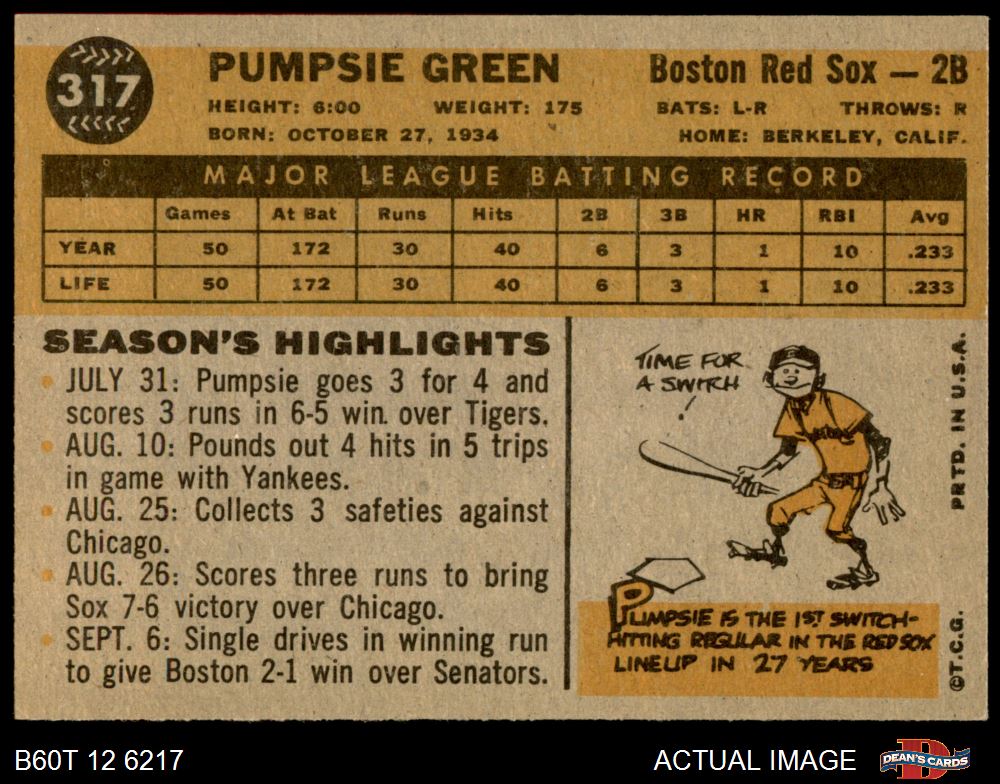 317
PUMPSIE GREEN
Boston Red Sox — 2B
HEIGHT: 6:00 WEIGHT: 175 BATS: L-R THROWS: R
BORN: OCTOBER 27, 1934 HOME: BERKELEY, CALIF.
MAJOR LEAGUE BATTING RECORD
Games At Bat Runs Hits 2B 3B HR RBI Avg
YEAR 50 172 30 40 6 3 1 10 .233
LIFE 50 172 30 40 6 3 1 10 .233
SEASON'S HIGHLIGHTS
• JULY 31: Pumpsie goes 3 for 4 and
scores 3 runs in 6-5 win over Tigers.
• AUG. 10: Pounds out 4 hits in 5 trips
in game with Yankees.
• AUG. 25: Collects 3 safeties against
Chicago.
• AUG. 26: Scores three runs to bring
Sox 7-6 victory over Chicago.
• SEPT. 6: Single drives in winning run
to give Boston 2-1 win over Senators.
TIME FOR
A SWITCH
!
PUMPSIE IS THE 1ST SWITCH-
HITTING REGULAR IN THE RED SOX
LINEUP IN 27 YEARS
©T.C.G. PRTD. IN U.S.A.
B60T 12 6217
ACTUAL IMAGE
DEAN'S CARDS